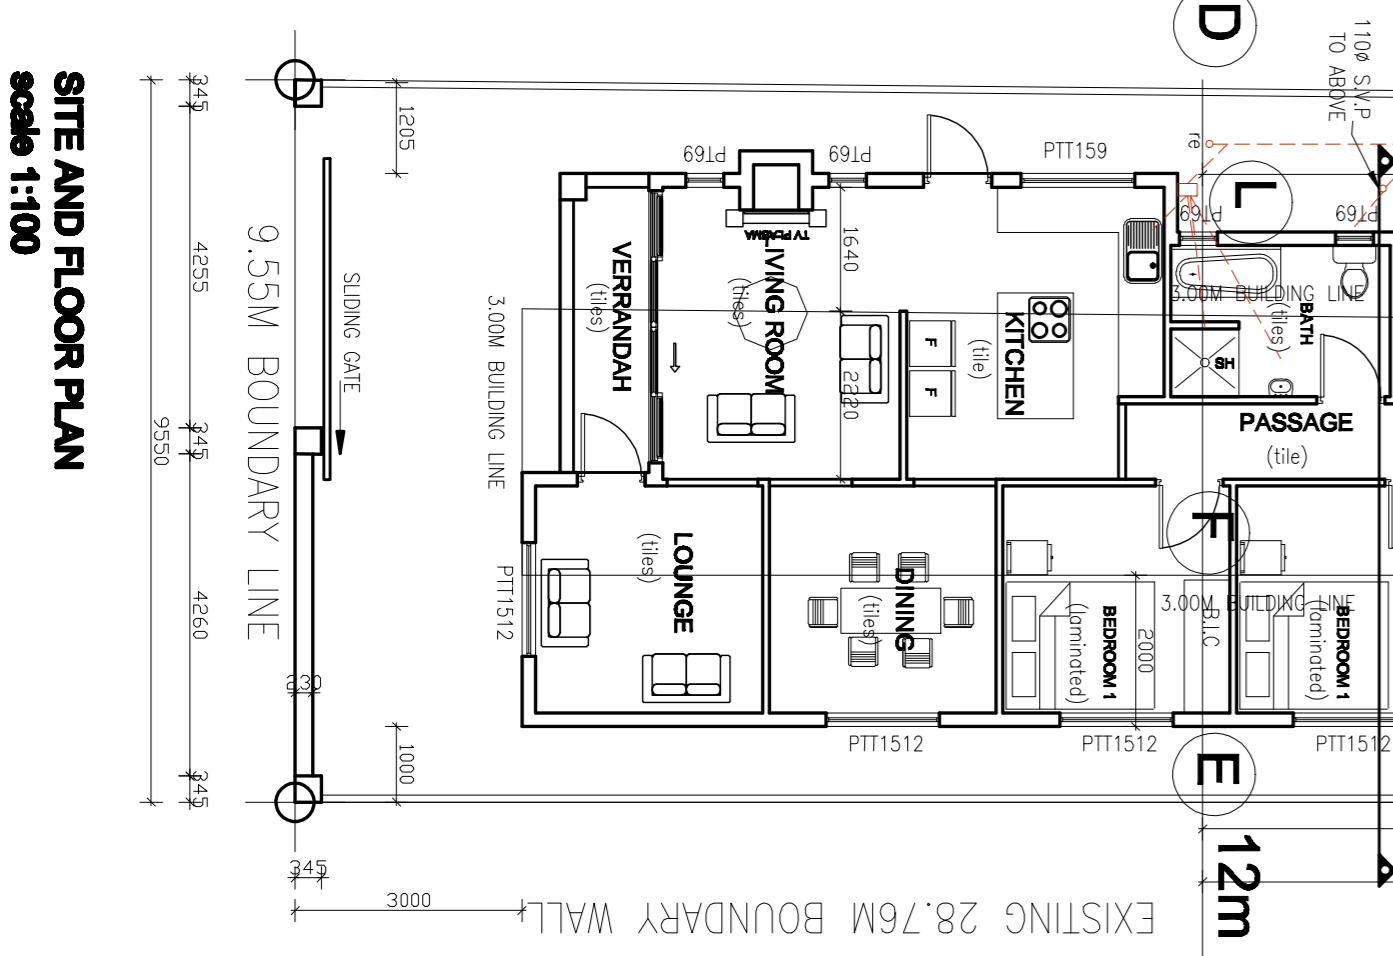 SITE AND FLOOR PLAN
scale 1:100
9550
345
4255
345
4260
345
9.55M BOUNDARY LINE
SLIDING GATE
230
345
3000
1205
1000
3.00M BUILDING LINE
PTT1512
VERRANDAH
(tiles)
PT69
PT69
TV PLASMA
LIVING ROOM
(tiles)
1640
2220
LOUNGE
(tiles)
DINING
(tiles)
PTT1512
F
F
KITCHEN
(tile)
PTT159
BEDROOM 1
(laminated)
2000
PTT1512
B.I.C
3.00M BUILDING LINE
BEDROOM 1
(laminated)
PTT1512
PASSAGE
(tile)
BATH
(tiles)
SH
3.00M BUILDING LINE
PT69
PT69
re
110ø S.V.P
TO ABOVE
D
L
F
E
12m
EXISTING 28.76M BOUNDARY WALL